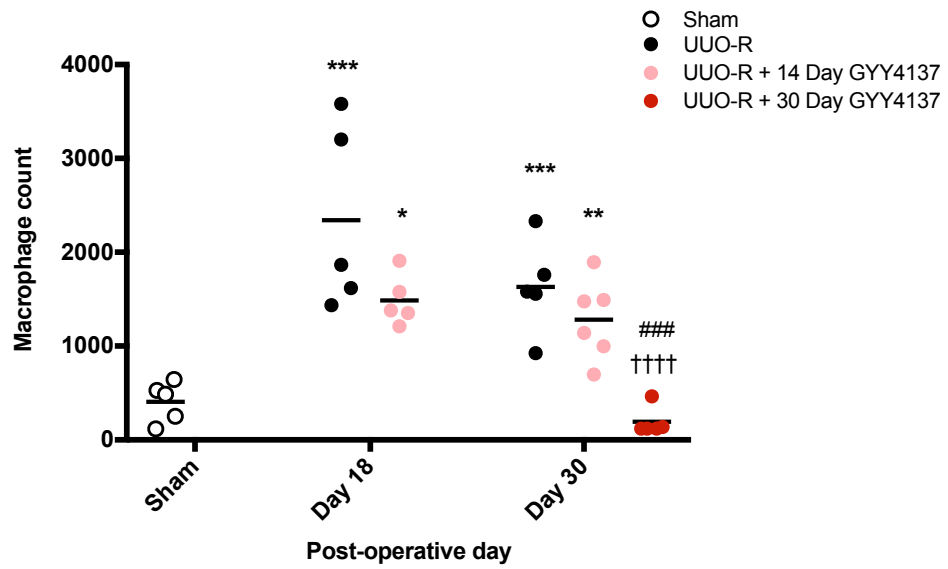 Sham
UUO-R
UUO-R + 14 Day GYY4137
UUO-R + 30 Day GYY4137
Macrophage count
4000
3000
2000
1000
0
***
*
***
**
###
††††
Sham
Day 18
Day 30
Post-operative day